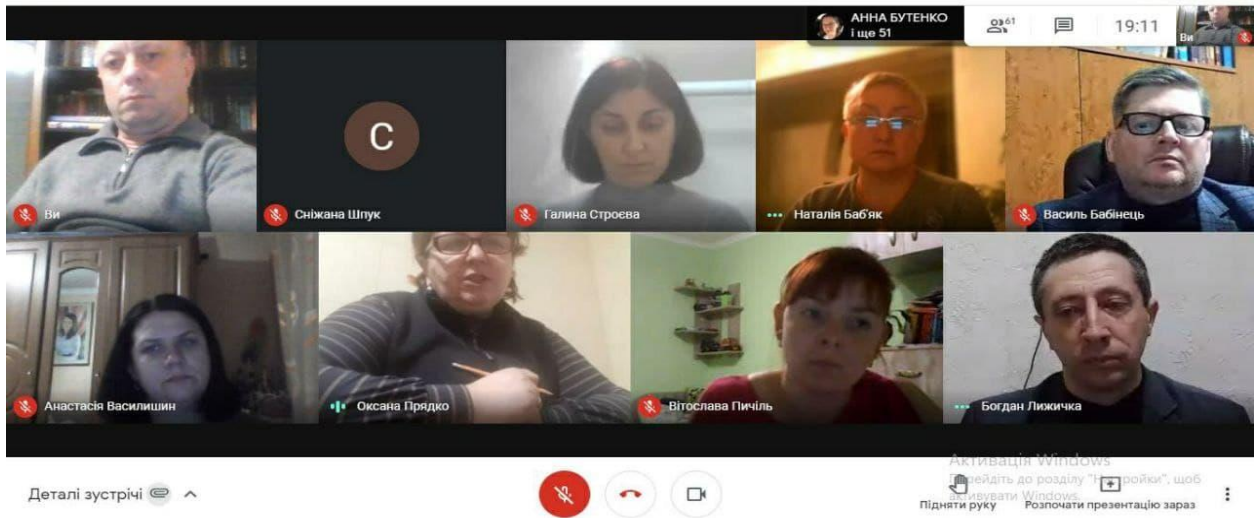 АННА БУТЕНКО
і ще 51
61
19:11
Ви
Ви
С
Сніжана Шпук
Галина Строєва
Наталія Баб'як
Василь Бабінець
Анастасія Василишин
Оксана Прядко
Вітослава Пичіль
Богдан Лижичка
Активація Windows
Перейдіть до розділу "Настройки", щоб
активувати Windows.
Деталі зустрічі
Підняти руку
Розпочати презентацію зараз